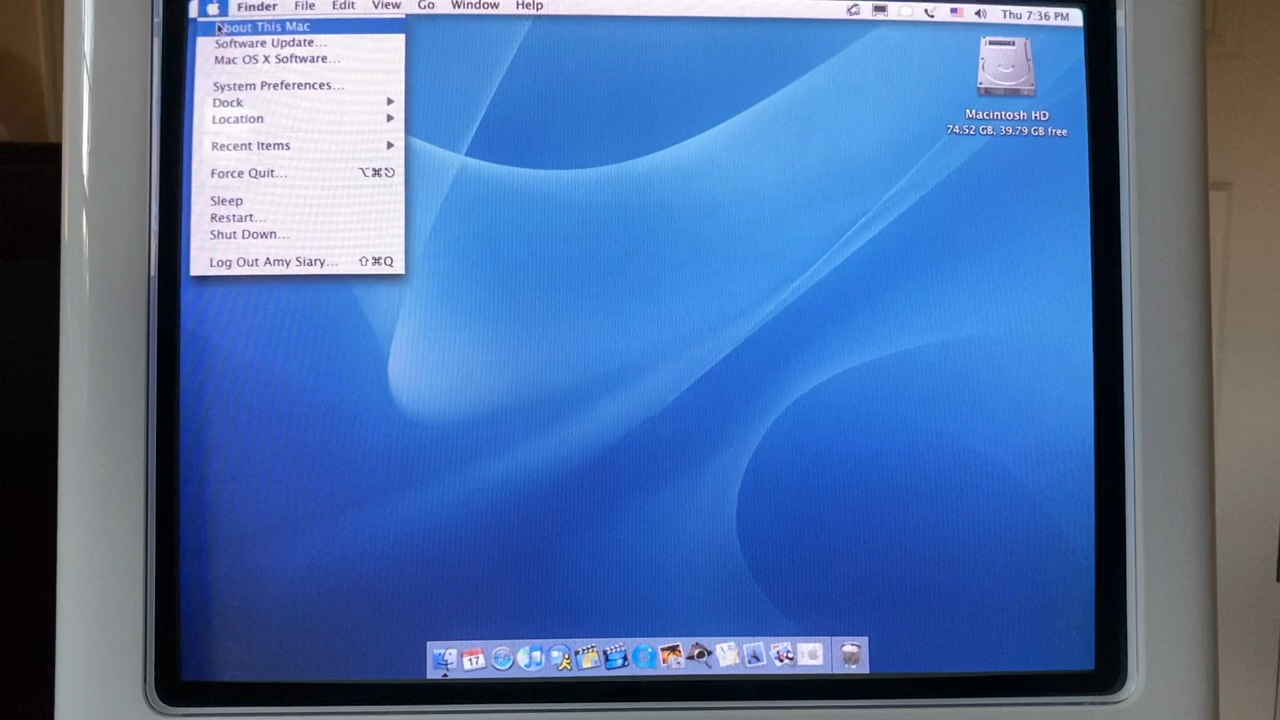 Finder File Edit View Go Window Help Thu 7:36 PM
About This Mac
Software Update...
Mac OS X Software...
System Preferences...
Dock
Location
Recent Items
Force Quit... ⌥⌘⎋
Sleep
Restart...
Shut Down...
Log Out Amy Siary... ⇧⌘Q
Macintosh HD
74.52 GB, 39.79 GB free
17